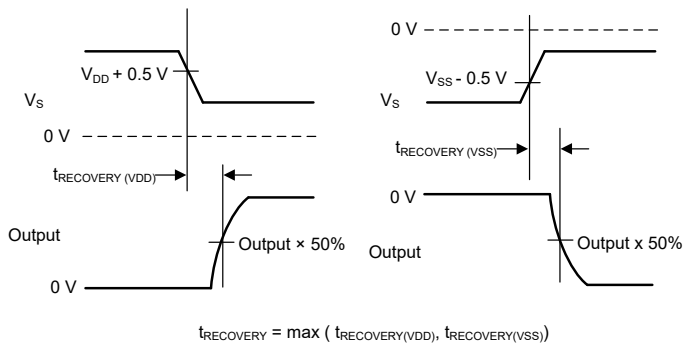 0 V
V_DD + 0.5 V
V_S
0 V
t_RECOVERY (VDD)
Output
Output × 50%
0 V
V_SS - 0.5 V
V_S
t_RECOVERY (VSS)
0 V
Output
Output x 50%
t_RECOVERY = max ( t_RECOVERY(VDD), t_RECOVERY(VSS))